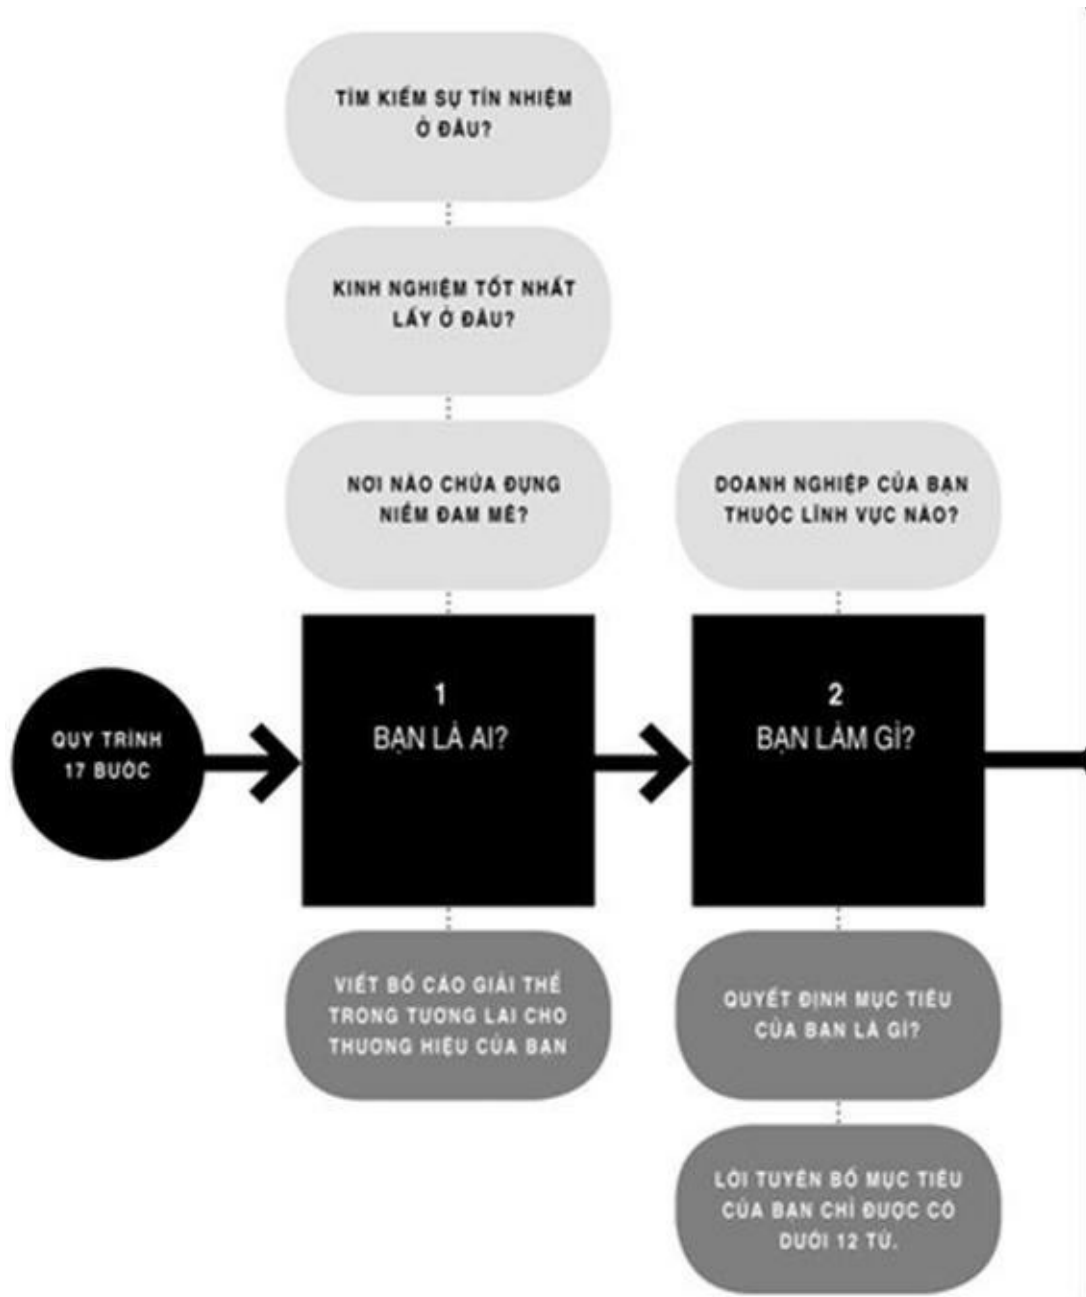 TÌM KIẾM SỰ TÍN NHIỆM
Ở ĐÂU?
KINH NGHIỆM TỐT NHẤT
LẤY Ở ĐÂU?
NƠI NÀO CHỨA ĐỰNG
NIỀM ĐAM MÊ?
DOANH NGHIỆP CỦA BẠN
THUỘC LĨNH VỰC NÀO?
QUY TRÌNH
17 BƯỚC
1
BẠN LÀ AI?
2
BẠN LÀM GÌ?
VIẾT BỐ CÁO GIẢI THỂ
TRONG TƯƠNG LAI CHO
THƯƠNG HIỆU CỦA BẠN
QUYẾT ĐỊNH MỤC TIÊU
CỦA BẠN LÀ GÌ?
LỜI TUYÊN BỐ MỤC TIÊU
CỦA BẠN CHỈ ĐƯỢC CÓ
DƯỚI 12 TỪ.